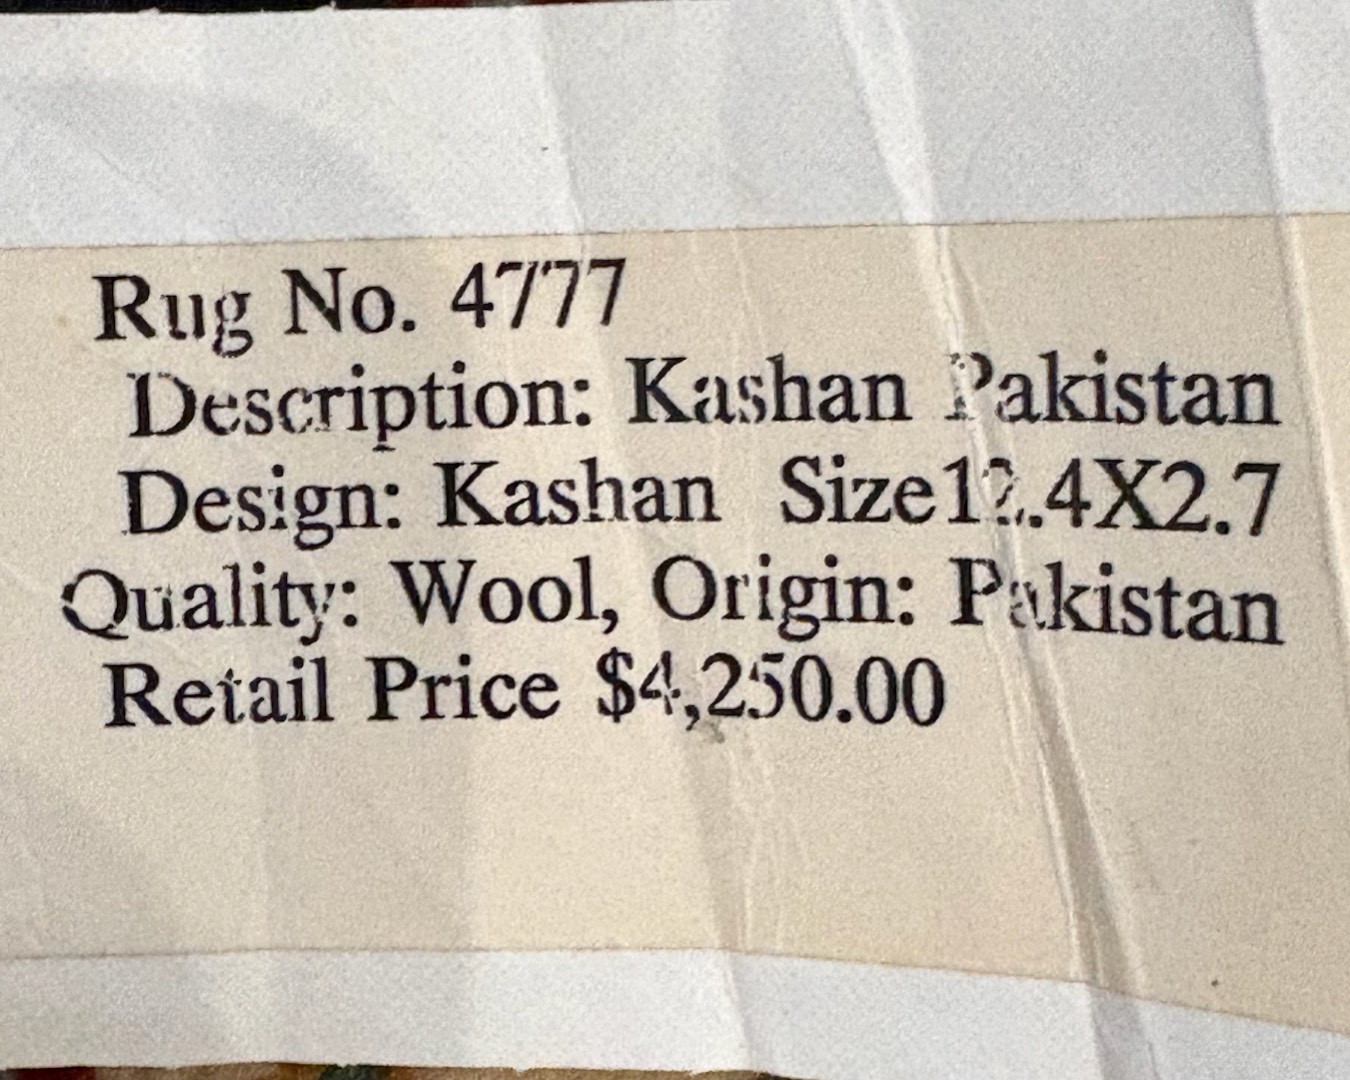 Rug No. 4777
Description: Kashan Pakistan
Design: Kashan Size12.4X2.7
Quality: Wool, Origin: Pakistan
Retail Price $4,250.00